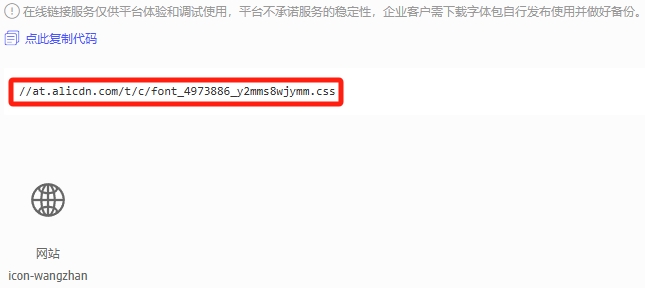 在线链接服务仅供平台体验和调试使用，平台不承诺服务的稳定性，企业客户需下载字体包自行发布使用并做好备份。
点此复制代码
//at.alicdn.com/t/c/font_4973886_y2mms8wjymm.css
网站
icon-wangzhan